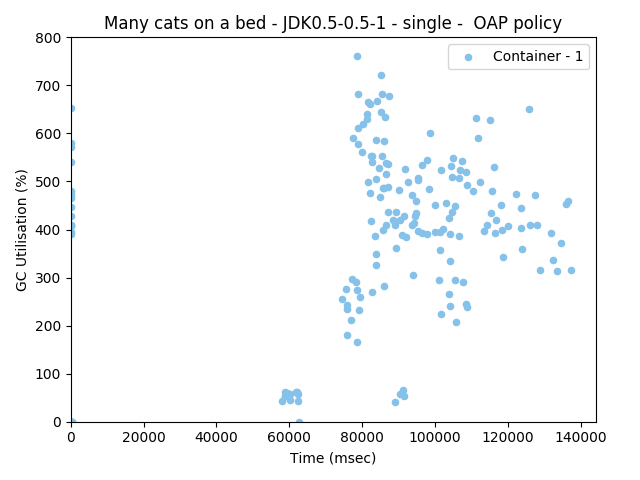 Many cats on a bed - JDK0.5-0.5-1 - single -  OAP policy
Container - 1
GC Utilisation (%)
800
700
600
500
400
300
200
100
0
0 20000 40000 60000 80000 100000 120000 140000
Time (msec)